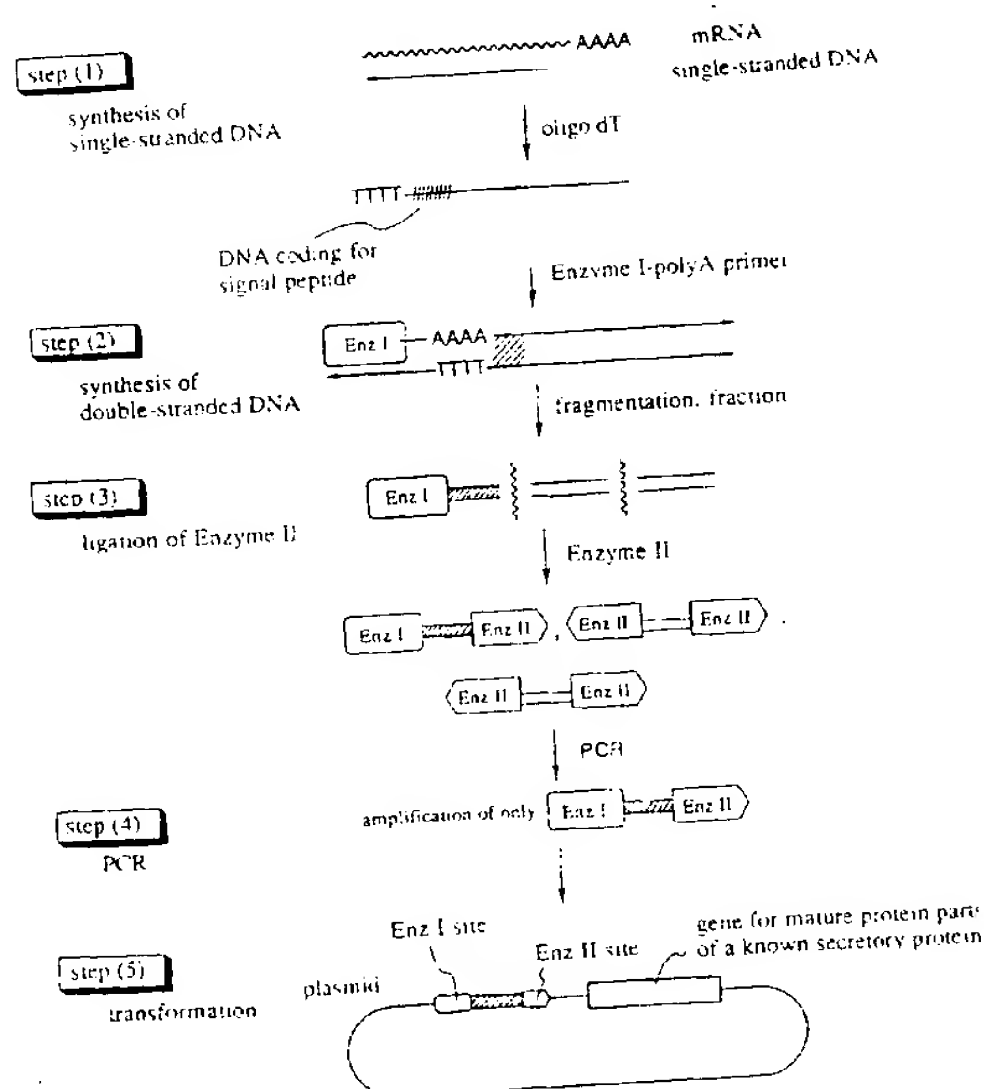 AAAA
mRNA
single-stranded DNA
step (1)
synthesis of
single-stranded DNA
oligo dT
TTTT
DNA coding for
signal peptide
Enzyme I-polyA primer
step (2)
Enz I
AAAA
TTTT
synthesis of
double-stranded DNA
fragmentation, fraction
step (3)
Enz I
ligation of Enzyme II
Enzyme II
Enz I
Enz II
,
Enz II
Enz II
.
Enz II
Enz II
PCR
step (4)
amplification of only
Enz I
Enz II
PCR
Enz I site
Enz II site
gene for mature protein parts
of a known secretory protein
step (5)
plasmid
transformation